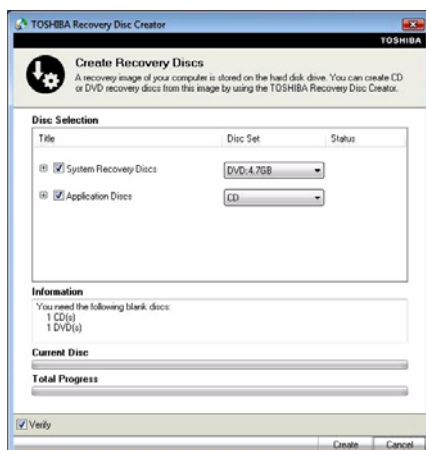 TOSHIBA Recovery Disc Creator
TOSHIBA
Create Recovery Discs
A recovery image of your computer is stored on the hard disk drive. You can create CD
or DVD recovery discs from this image by using the TOSHIBA Recovery Disc Creator.
Disc Selection
Title Disc Set Status
System Recovery Discs DVD:4.7GB
Application Discs CD
Information
You need the following blank discs:
1 CD(s)
1 DVD(s)
Current Disc
Total Progress
Verify
Create Cancel